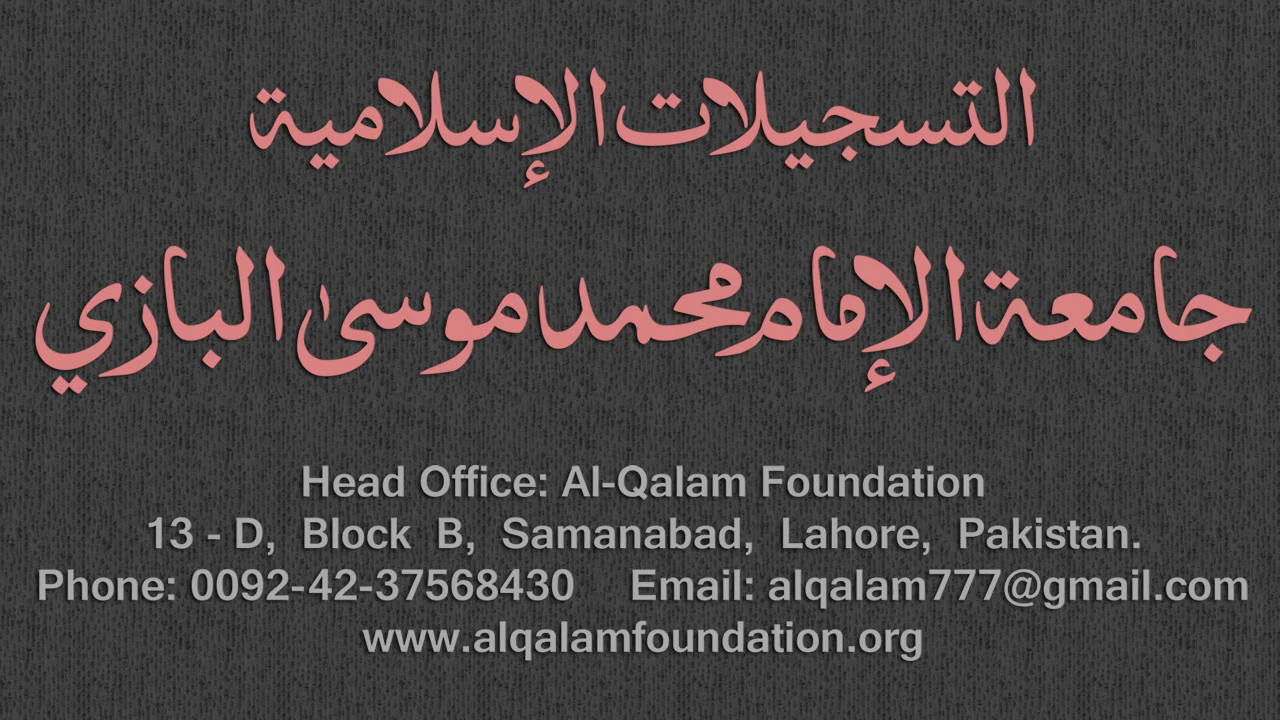 التسجيلات الإسلامية
جامعة الإمام محمد موسىٰ البازي
Head Office: Al-Qalam Foundation
13 - D, Block B, Samanabad, Lahore, Pakistan.
Phone: 0092-42-37568430 Email: alqalam777@gmail.com
www.alqalamfoundation.org